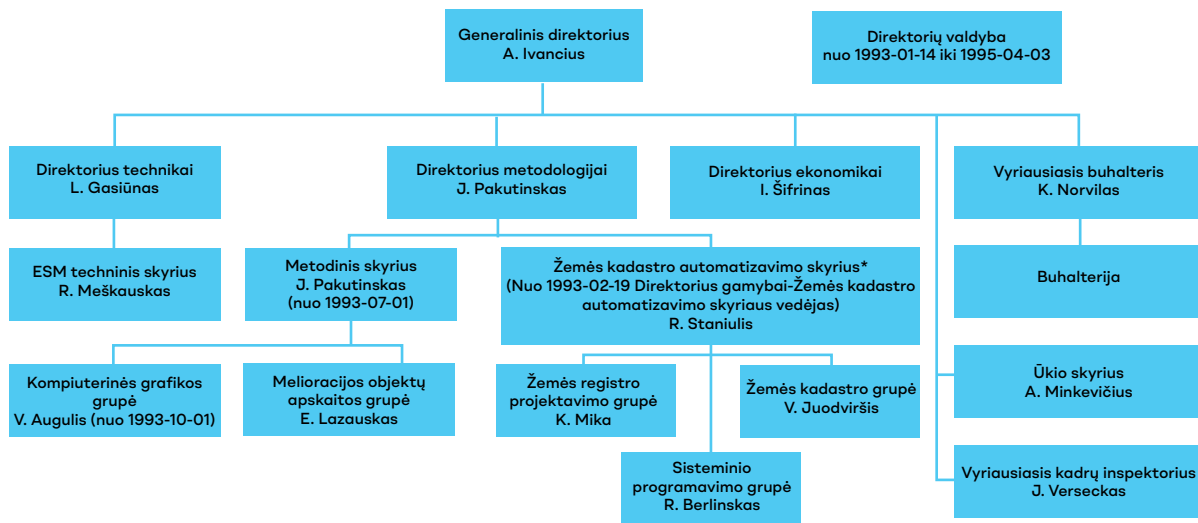 Generalinis direktorius
A. Ivancius
Direktorių valdyba
nuo 1993-01-14 iki 1995-04-03
Direktorius technikai
L. Gasiūnas
Direktorius metodologijai
J. Pakutinskas
Direktorius ekonomikai
I. Šifrinas
Vyriausiasis buhalteris
K. Norvilas
ESM techninis skyrius
R. Meškauskas
Metodinis skyrius
J. Pakutinskas
(nuo 1993-07-01)
Žemės kadastro automatizavimo skyrius*
(Nuo 1993-02-19 Direktorius gamybai-Žemės kadastro
automatizavimo skyriaus vedėjas)
R. Staniulis
Buhalterija
Kompiuterinės grafikos
grupė
V. Augulis (nuo 1993-10-01)
Melioracijos objektų
apskaitos grupė
E. Lazauskas
Žemės registro
projektavimo grupė
K. Mika
Žemės kadastro grupė
V. Juodviršis
Ūkio skyrius
A. Minkevičius
Sisteminio
programavimo grupė
R. Berlinskas
Vyriausiasis kadrų inspektorius
J. Verseckas